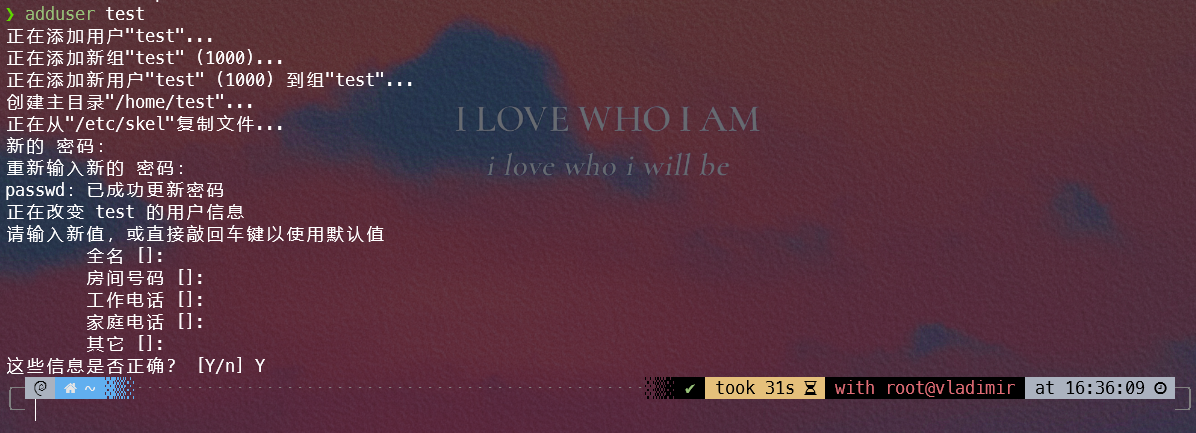 ❯ adduser test
正在添加用户"test"...
正在添加新组"test" (1000)...
正在添加新用户"test" (1000) 到组"test"...
创建主目录"/home/test"...
正在从"/etc/skel"复制文件...
I LOVE WHO I AM
i love who i will be
新的 密码：
重新输入新的 密码：
passwd：已成功更新密码
正在改变 test 的用户信息
请输入新值，或直接敲回车键以使用默认值
全名 []:
房间号码 []:
工作电话 []:
家庭电话 []:
其它 []:
这些信息是否正确？ [Y/n] Y
~ ✔ took 31s with root@vladimir at 16:36:09